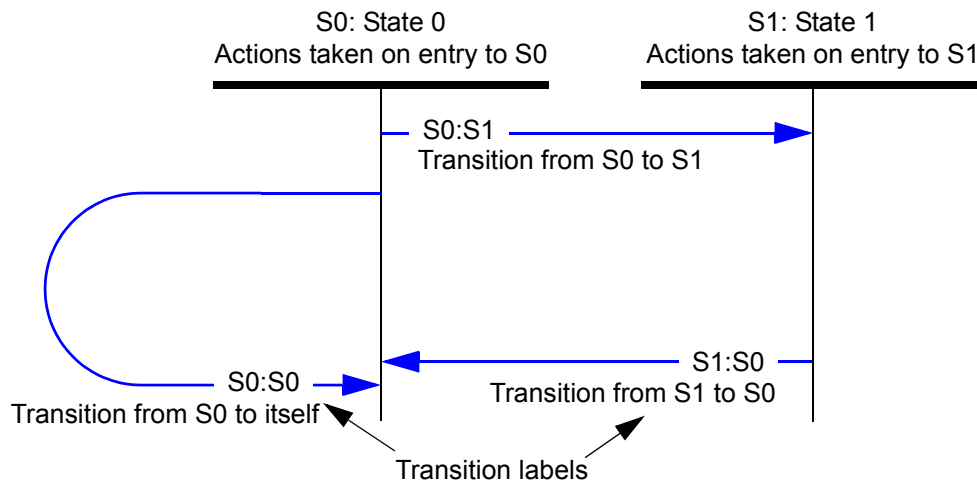 S0: State 0
Actions taken on entry to S0
S1: State 1
Actions taken on entry to S1
S0:S1
Transition from S0 to S1
S1:S0
Transition from S1 to S0
S0:S0
Transition from S0 to itself
Transition labels